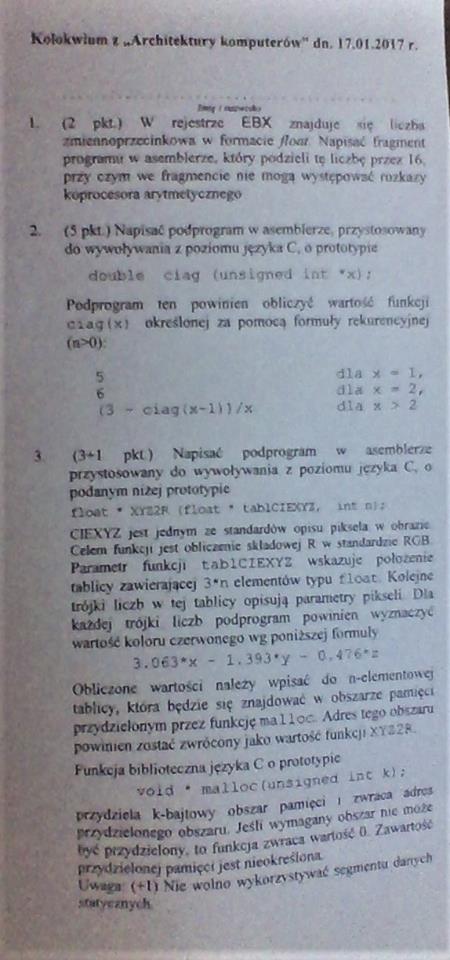 Kolokwium z „Architektury komputerów" dn. 17.01.2017 r.
Imię i nazwisko
1. (2 pkt.) W rejestrze EBX znajduje się liczba
zmiennoprzecinkowa w formacie float. Napisać fragment
programu w asemblerze, który podzieli tę liczbę przez 16,
przy czym we fragmencie nie mogą występować rozkazy
koprocesora arytmetycznego
2. (5 pkt.) Napisać podprogram w asemblerze, przystosowany
do wywoływania z poziomu języka C, o prototypie
double ciag (unsigned int *x);
Podprogram ten powinien obliczyć wartość funkcji
ciag(x) określonej za pomocą formuły rekurencyjnej
(n>0):
5 dla x = 1,
6 dla x = 2,
(3 - ciag(x-1))/x dla x > 2
3. (3+1 pkt.) Napisać podprogram w asemblerze
przystosowany do wywoływania z poziomu języka C, o
podanym niżej prototypie
float * XYZ2R (float * tablCIEXYZ, int n);
CIEXYZ jest jednym ze standardów opisu piksela w obrazie.
Celem funkcji jest obliczenie składowej R w standardzie RGB.
Parametr funkcji tablCIEXYZ wskazuje położenie
tablicy zawierającej 3*n elementów typu float. Kolejne
trójki liczb w tej tablicy opisują parametry pikseli. Dla
każdej trójki liczb podprogram powinien wyznaczyć
wartość koloru czerwonego wg poniższej formuły
3.063*x - 1.393*y - 0.476*z
Obliczone wartości należy wpisać do n-elementowej
tablicy, która będzie się znajdować w obszarze pamięci
przydzielonym przez funkcję malloc. Adres tego obszaru
powinien zostać zwrócony jako wartość funkcji XYZ2R.
Funkcja biblioteczna języka C o prototypie
void * malloc(unsigned int k);
przydziela k-bajtowy obszar pamięci i zwraca adres
przydzielonego obszaru. Jeśli wymagany obszar nie może
być przydzielony, to funkcja zwraca wartość 0. Zawartość
przydzielonej pamięci jest nieokreślona.
Uwaga: (+1) Nie wolno wykorzystywać segmentu danych
statycznych.